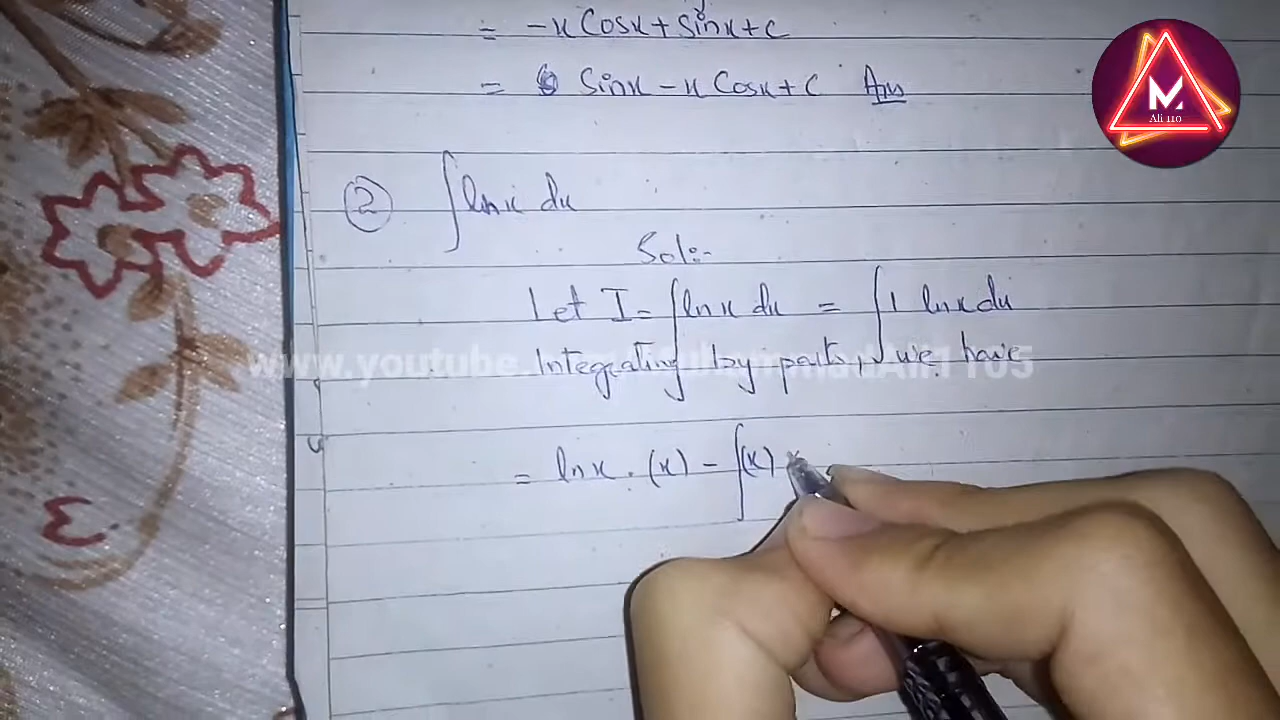 = -x Cosx + Sinx + c
= Sinx - x Cosx + c Ans
M
Ali 110
② ∫ lnx dx
Sol:-
Let I = ∫ lnx dx = ∫ 1 lnx dx
Integrating by parts, we have
= lnx . (x) - ∫ (x)